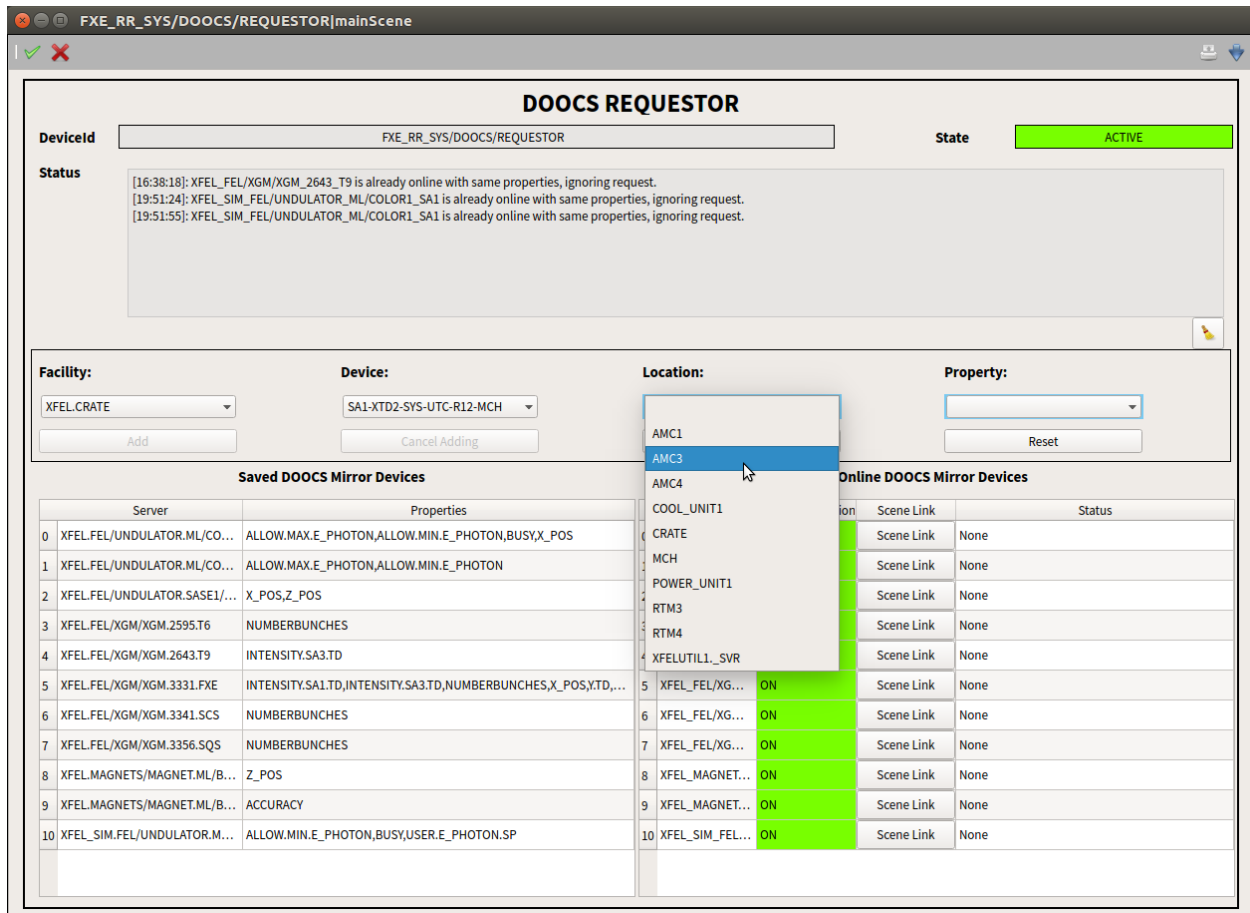 FXE_RR_SYS/DOOCS/REQUESTOR|mainScene
DOOCS REQUESTOR
DeviceId FXE_RR_SYS/DOOCS/REQUESTOR State ACTIVE
Status
[16:38:18]: XFEL_FEL/XGM/XGM_2643_T9 is already online with same properties, ignoring request.
[19:51:24]: XFEL_SIM_FEL/UNDULATOR_ML/COLOR1_SA1 is already online with same properties, ignoring request.
[19:51:55]: XFEL_SIM_FEL/UNDULATOR_ML/COLOR1_SA1 is already online with same properties, ignoring request.
Facility: Device: Location: Property:
XFEL.CRATE SA1-XTD2-SYS-UTC-R12-MCH
Add Cancel Adding Reset
AMC1
AMC3
AMC4
COOL_UNIT1
CRATE
MCH
POWER_UNIT1
RTM3
RTM4
XFELUTIL1._SVR
Saved DOOCS Mirror Devices
Server Properties
0 XFEL.FEL/UNDULATOR.ML/CO... ALLOW.MAX.E_PHOTON,ALLOW.MIN.E_PHOTON,BUSY,X_POS
1 XFEL.FEL/UNDULATOR.ML/CO... ALLOW.MAX.E_PHOTON,ALLOW.MIN.E_PHOTON
2 XFEL.FEL/UNDULATOR.SASE1/... X_POS,Z_POS
3 XFEL.FEL/XGM/XGM.2595.T6 NUMBERBUNCHES
4 XFEL.FEL/XGM/XGM.2643.T9 INTENSITY.SA3.TD
5 XFEL.FEL/XGM/XGM.3331.FXE INTENSITY.SA1.TD,INTENSITY.SA3.TD,NUMBERBUNCHES,X_POS,Y.TD,...
6 XFEL.FEL/XGM/XGM.3341.SCS NUMBERBUNCHES
7 XFEL.FEL/XGM/XGM.3356.SQS NUMBERBUNCHES
8 XFEL.MAGNETS/MAGNET.ML/B... Z_POS
9 XFEL.MAGNETS/MAGNET.ML/B... ACCURACY
10 XFEL_SIM.FEL/UNDULATOR.M... ALLOW.MIN.E_PHOTON,BUSY,USER.E_PHOTON.SP
Online DOOCS Mirror Devices
Scene Link Status
Scene Link None
Scene Link None
Scene Link None
Scene Link None
Scene Link None
5 XFEL_FEL/XG... ON Scene Link None
6 XFEL_FEL/XG... ON Scene Link None
7 XFEL_FEL/XG... ON Scene Link None
8 XFEL_MAGNET... ON Scene Link None
9 XFEL_MAGNET... ON Scene Link None
10 XFEL_SIM_FEL... ON Scene Link None